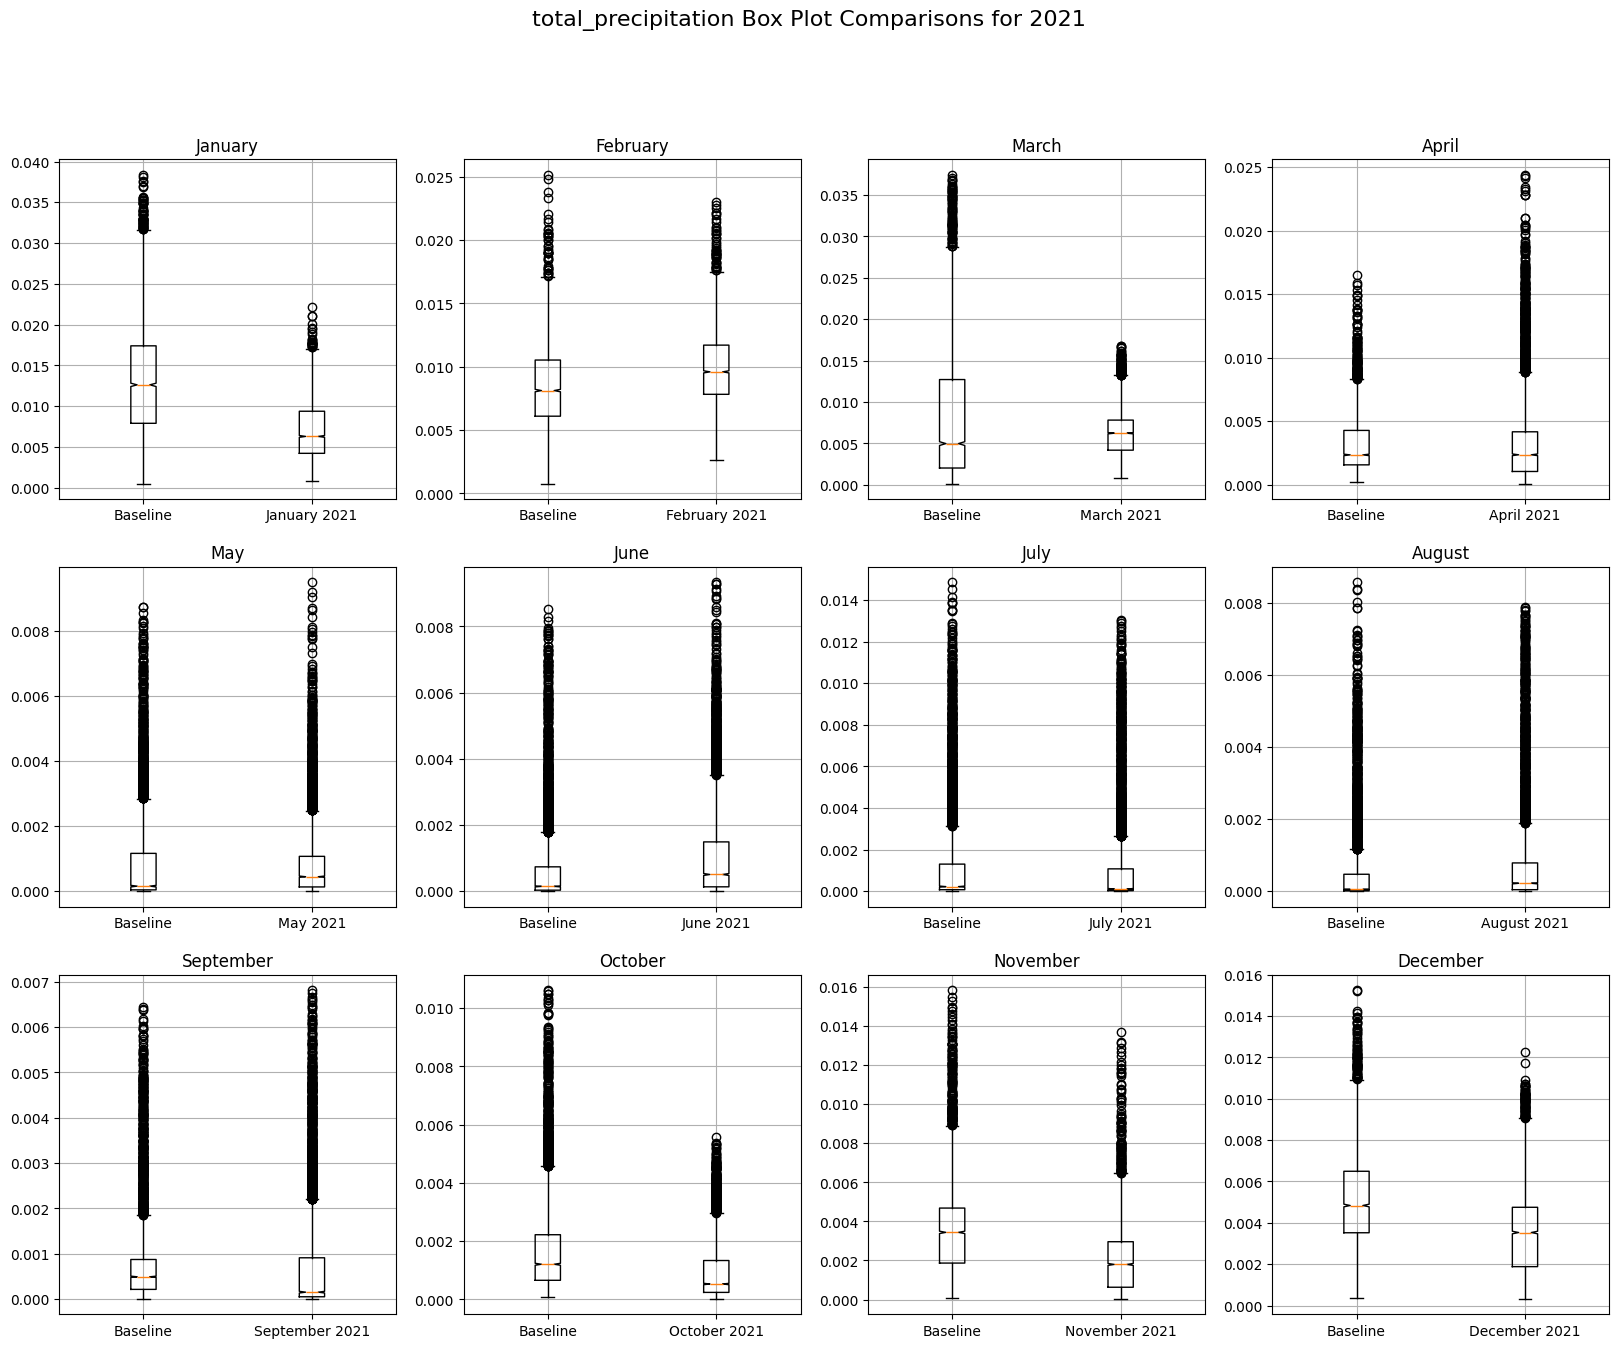 total_precipitation Box Plot Comparisons for 2021
January
0.040
0.035
0.030
0.025
0.020
0.015
0.010
0.005
0.000
Baseline
January 2021
February
0.025
0.020
0.015
0.010
0.005
0.000
Baseline
February 2021
March
0.035
0.030
0.025
0.020
0.015
0.010
0.005
0.000
Baseline
March 2021
April
0.025
0.020
0.015
0.010
0.005
0.000
Baseline
April 2021
May
0.008
0.006
0.004
0.002
0.000
Baseline
May 2021
June
0.008
0.006
0.004
0.002
0.000
Baseline
June 2021
July
0.014
0.012
0.010
0.008
0.006
0.004
0.002
0.000
Baseline
July 2021
August
0.008
0.006
0.004
0.002
0.000
Baseline
August 2021
September
0.007
0.006
0.005
0.004
0.003
0.002
0.001
0.000
Baseline
September 2021
October
0.010
0.008
0.006
0.004
0.002
0.000
Baseline
October 2021
November
0.016
0.014
0.012
0.010
0.008
0.006
0.004
0.002
0.000
Baseline
November 2021
December
0.016
0.014
0.012
0.010
0.008
0.006
0.004
0.002
0.000
Baseline
December 2021